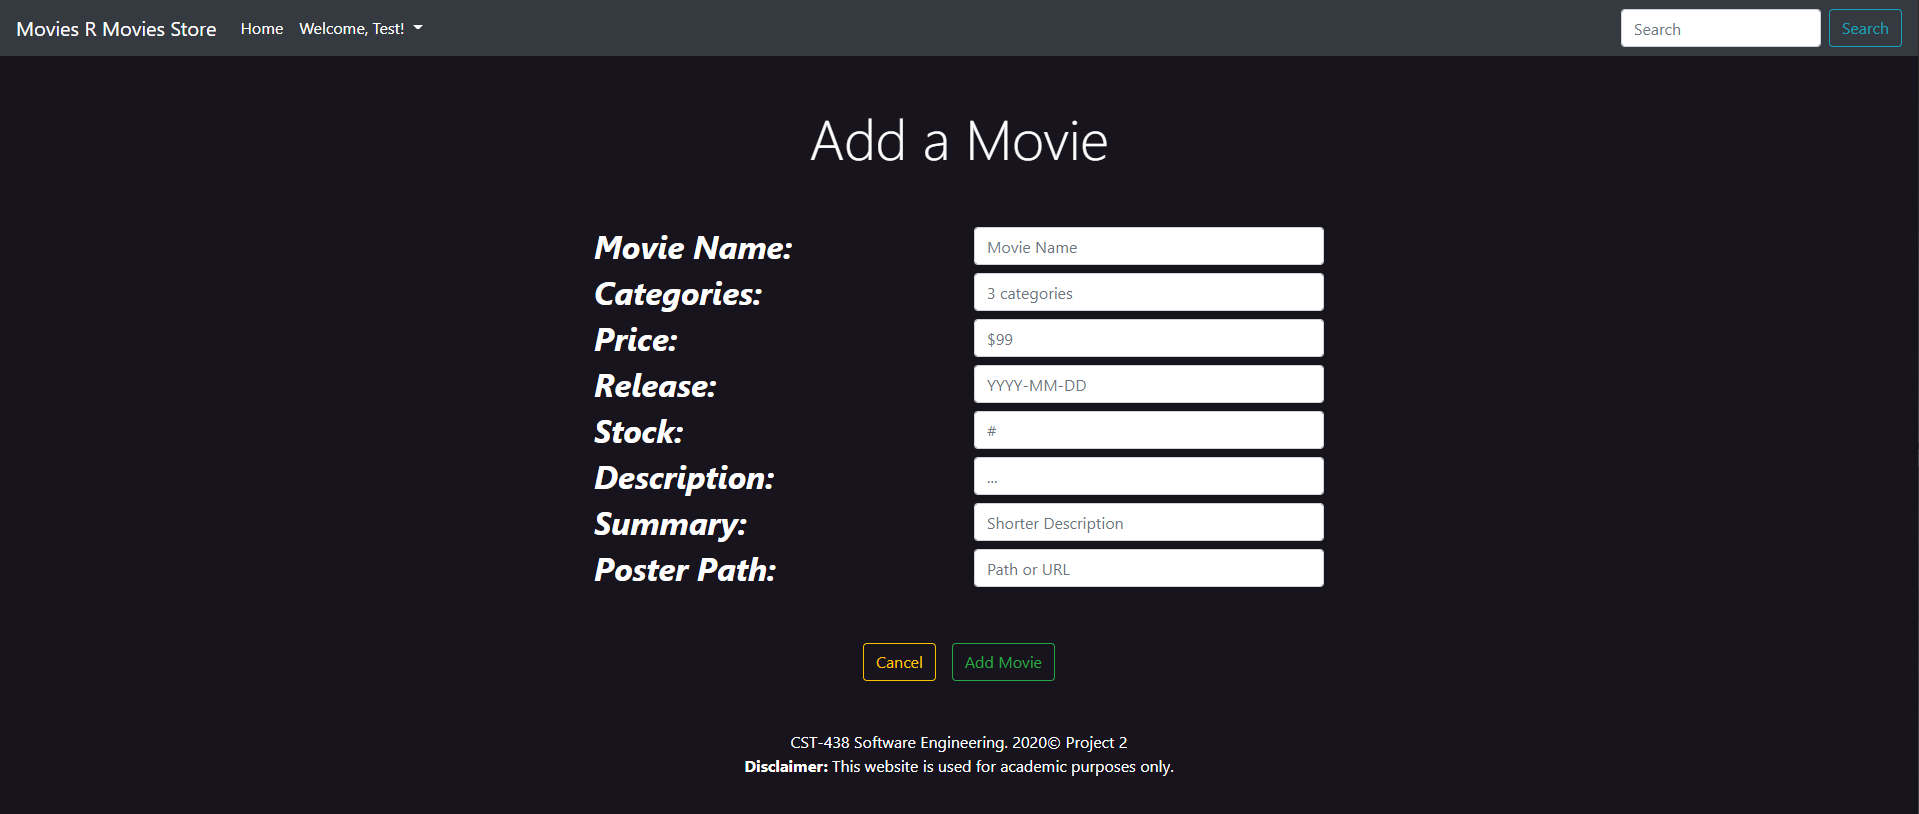 Movies R Movies Store Home Welcome, Test! Search Search
Add a Movie
Movie Name: Movie Name
Categories: 3 categories
Price: $99
Release: YYYY-MM-DD
Stock: #
Description: ...
Summary: Shorter Description
Poster Path: Path or URL
Cancel Add Movie
CST-438 Software Engineering. 2020© Project 2
Disclaimer: This website is used for academic purposes only.